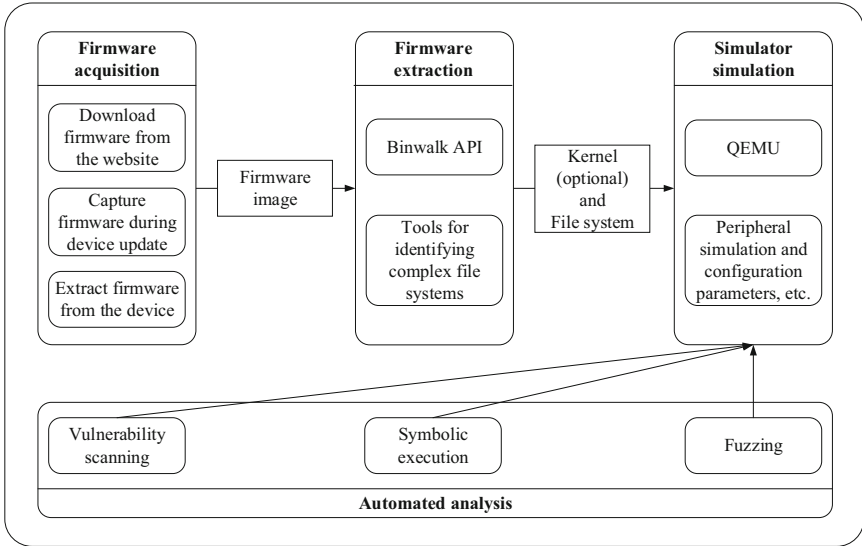 Firmware
acquisition
Download
firmware from
the website
Capture
firmware during
device update
Extract firmware
from the device
Firmware
image
Firmware
extraction
Binwalk API
Tools for
identifying
complex file
systems
Kernel
(optional)
and
File system
Simulator
simulation
QEMU
Peripheral
simulation and
configuration
parameters, etc.
Vulnerability
scanning
Symbolic
execution
Fuzzing
Automated analysis